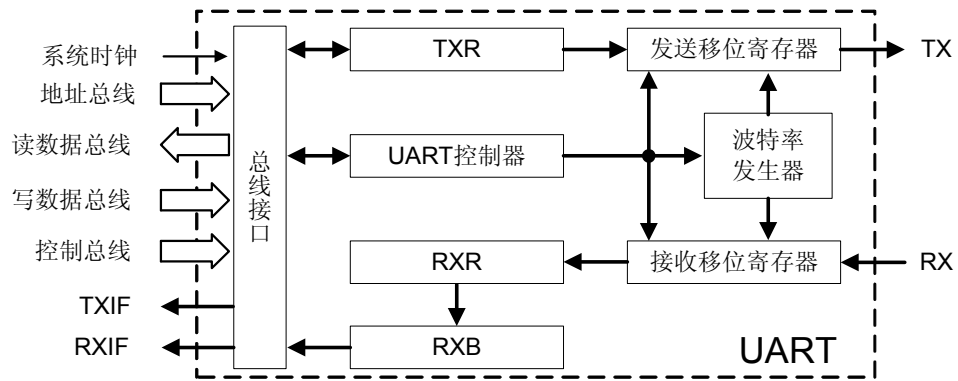 系统时钟
地址总线
读数据总线
写数据总线
控制总线
TXIF
RXIF
总线接口
TXR
发送移位寄存器
TX
UART控制器
波特率
发生器
RXR
接收移位寄存器
RX
RXB
UART